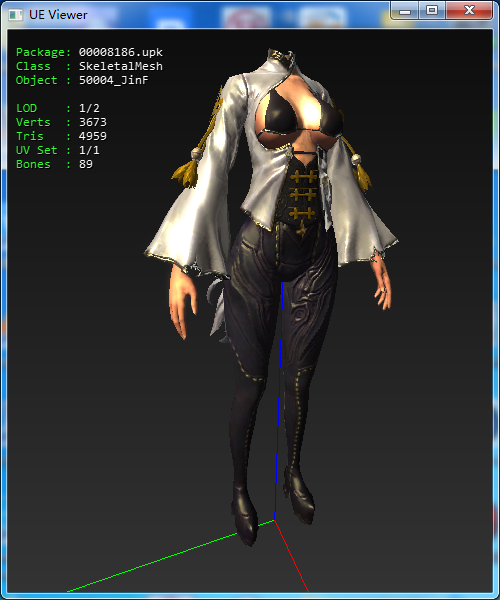 UE Viewer
Package: 00008186.upk
Class : SkeletalMesh
Object : 50004_JinF
LOD : 1/2
Verts : 3673
Tris : 4959
UV Set : 1/1
Bones : 89